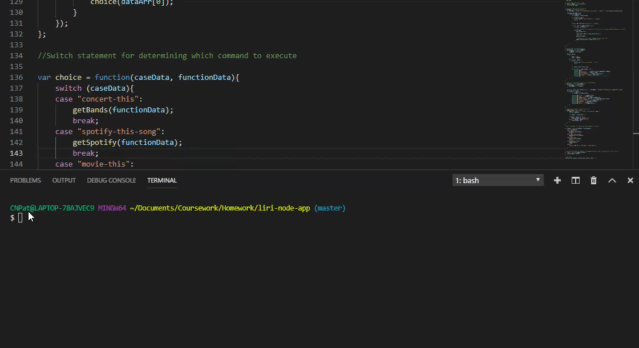 129 choice(dataArr[0]);
130 }
131 });
132 };
133
134 //Switch statement for determining which command to execute
135
136 var choice = function(caseData, functionData){
137 switch (caseData){
138 case "concert-this":
139 getBands(functionData);
140 break;
141 case "spotify-this-song":
142 getSpotify(functionData);
143 break;
144 case "movie-this":
PROBLEMS OUTPUT DEBUG CONSOLE TERMINAL 1: bash
CNPat@LAPTOP-78A7VEC9 MINGW64 ~/Documents/Coursework/Homework/liri-node-app (master)
$